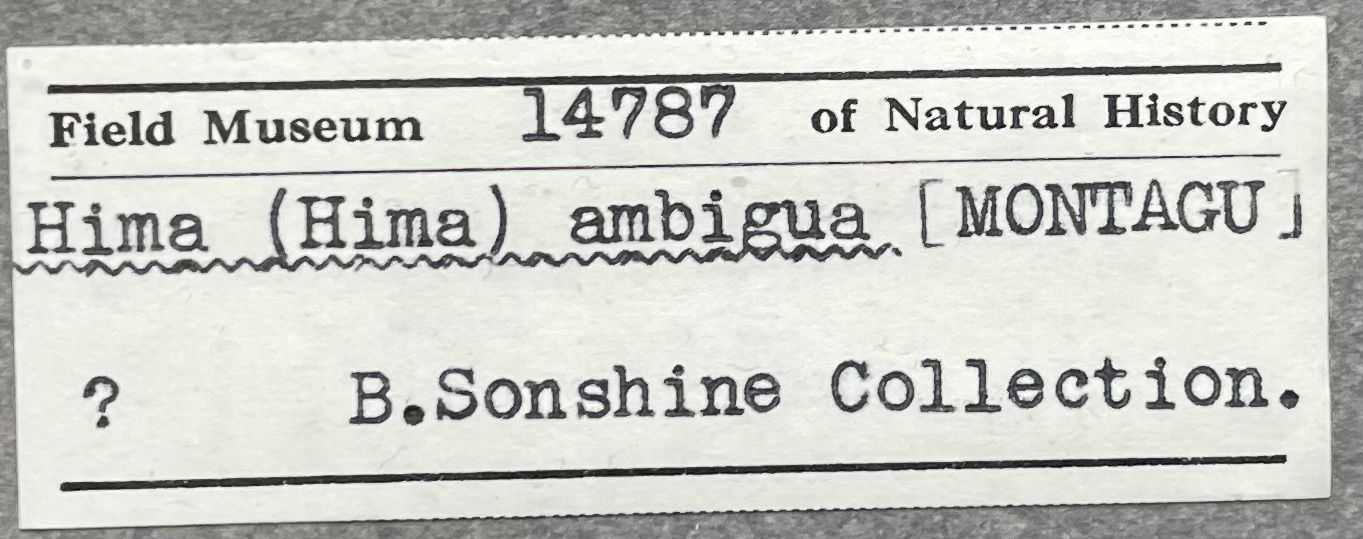 Field Museum 14787 of Natural History
Hima (Hima) ambigua [MONTAGU]
? B.Sonshine Collection.